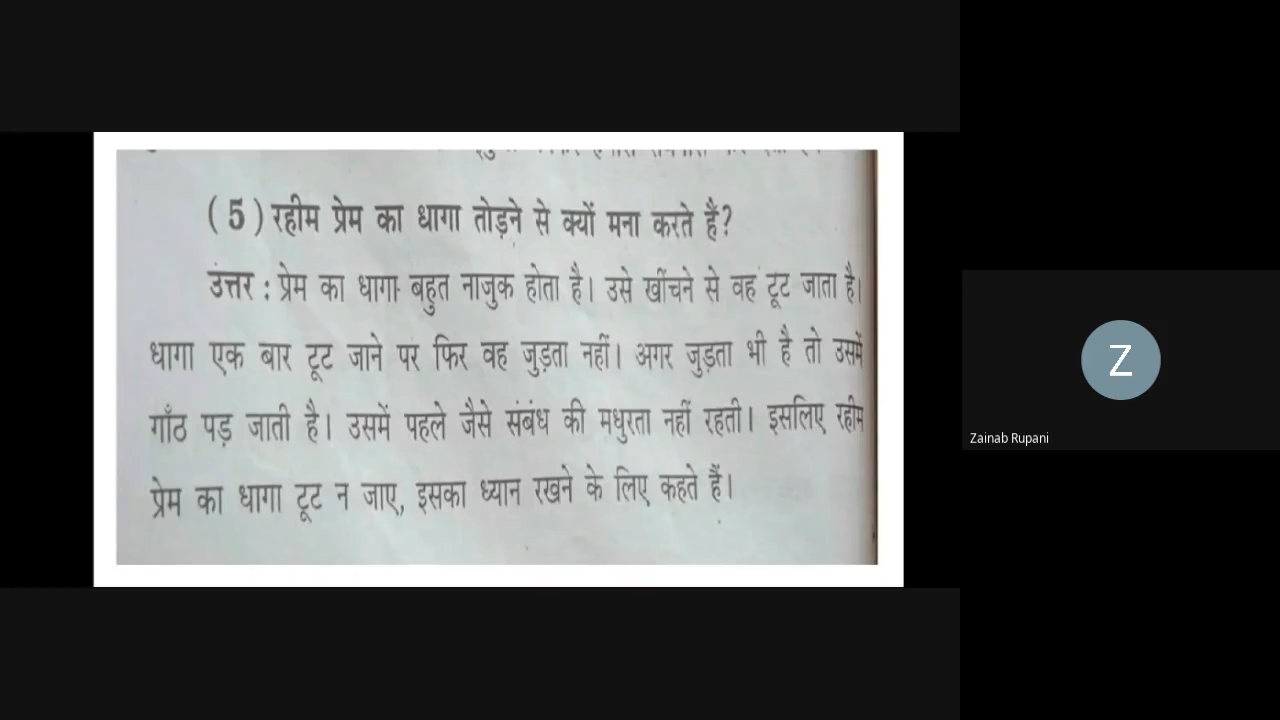 ( 5 ) रहीम प्रेम का धागा तोड़ने से क्यों मना करते हैं?
उत्तर : प्रेम का धागा बहुत नाजुक होता है। उसे खींचने से वह टूट जाता है।
धागा एक बार टूट जाने पर फिर वह जुड़ता नहीं। अगर जुड़ता भी है तो उसमें
गाँठ पड़ जाती है। उसमें पहले जैसे संबंध की मधुरता नहीं रहती। इसलिए रहीम
प्रेम का धागा टूट न जाए, इसका ध्यान रखने के लिए कहते हैं।
Z
Zainab Rupani